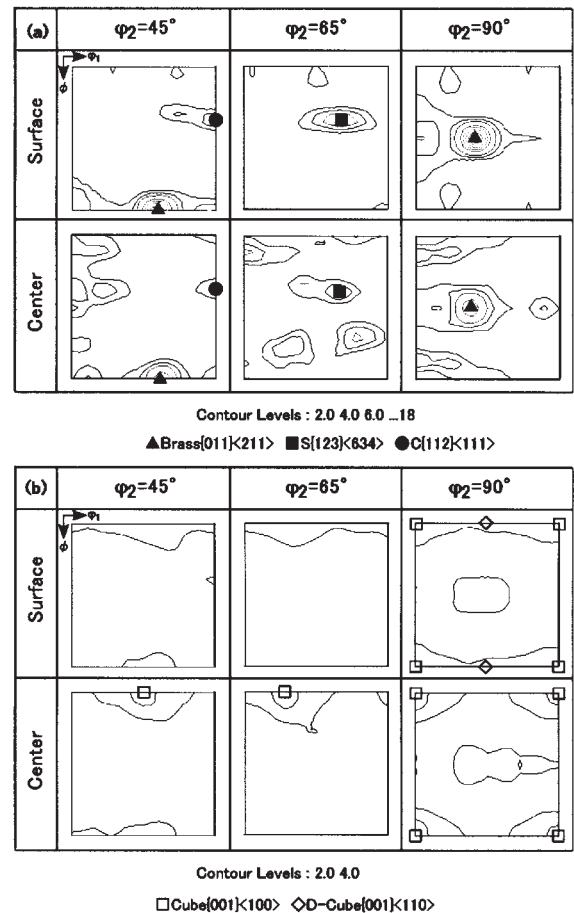 (a) φ2=45° φ2=65° φ2=90°
φ1
ϕ
Surface
Center
Contour Levels : 2.0 4.0 6.0 ...18
▲Brass{011}<211> ■S{123}<634> ●C{112}<111>
(b) φ2=45° φ2=65° φ2=90°
φ1
ϕ
Surface
Center
Contour Levels : 2.0 4.0
□Cube{001}<100> ◇D-Cube{001}<110>